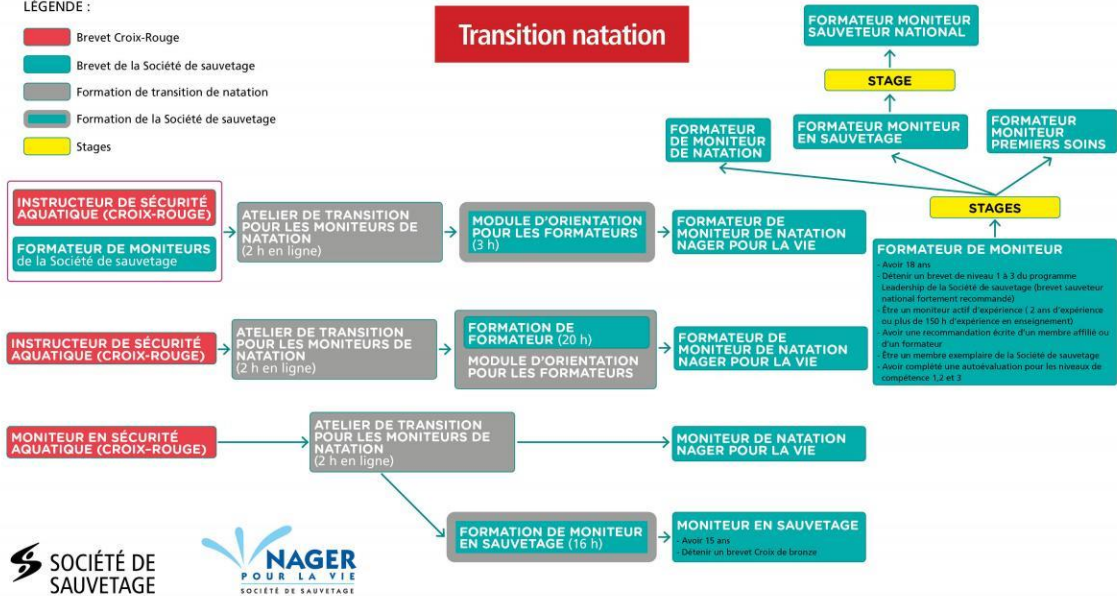 LÉGENDE :
Brevet Croix-Rouge
Brevet de la Société de sauvetage
Formation de transition de natation
Formation de la Société de sauvetage
Stages
Transition natation
FORMATEUR MONITEUR
SAUVETEUR NATIONAL
STAGE
FORMATEUR
DE MONITEUR
DE NATATION
FORMATEUR MONITEUR
EN SAUVETAGE
FORMATEUR
MONITEUR
PREMIERS SOINS
STAGES
INSTRUCTEUR DE SÉCURITÉ
AQUATIQUE (CROIX-ROUGE)
FORMATEUR DE MONITEURS
de la Société de sauvetage
ATELIER DE TRANSITION
POUR LES MONITEURS DE
NATATION
(2 h en ligne)
MODULE D'ORIENTATION
POUR LES FORMATEURS
(3 h)
FORMATEUR DE
MONITEUR DE NATATION
NAGER POUR LA VIE
FORMATEUR DE MONITEUR
- Avoir 18 ans
- Détenir un brevet de niveau 1 à 3 du programme
Leadership de la Société de sauvetage (brevet sauveteur
national fortement recommandé)
- Être un moniteur actif d'expérience ( 2 ans d'expérience
ou plus de 150 h d'expérience en enseignement)
- Avoir une recommandation écrite d'un membre affilié ou
d'un formateur
- Être un membre exemplaire de la Société de sauvetage
- Avoir complété une autoévaluation pour les niveaux de
compétence 1,2 et 3
INSTRUCTEUR DE SÉCURITÉ
AQUATIQUE (CROIX-ROUGE)
ATELIER DE TRANSITION
POUR LES MONITEURS DE
NATATION
(2 h en ligne)
FORMATION DE
FORMATEUR (20 h)
MODULE D'ORIENTATION
POUR LES FORMATEURS
FORMATEUR DE
MONITEUR DE NATATION
NAGER POUR LA VIE
MONITEUR EN SÉCURITÉ
AQUATIQUE (CROIX-ROUGE)
ATELIER DE TRANSITION
POUR LES MONITEURS DE
NATATION
(2 h en ligne)
MONITEUR DE NATATION
NAGER POUR LA VIE
FORMATION DE MONITEUR
EN SAUVETAGE (16 h)
MONITEUR EN SAUVETAGE
- Avoir 15 ans
- Détenir un brevet Croix de bronze
SOCIÉTÉ DE
SAUVETAGE
NAGER
POUR LA VIE
SOCIÉTÉ DE SAUVETAGE